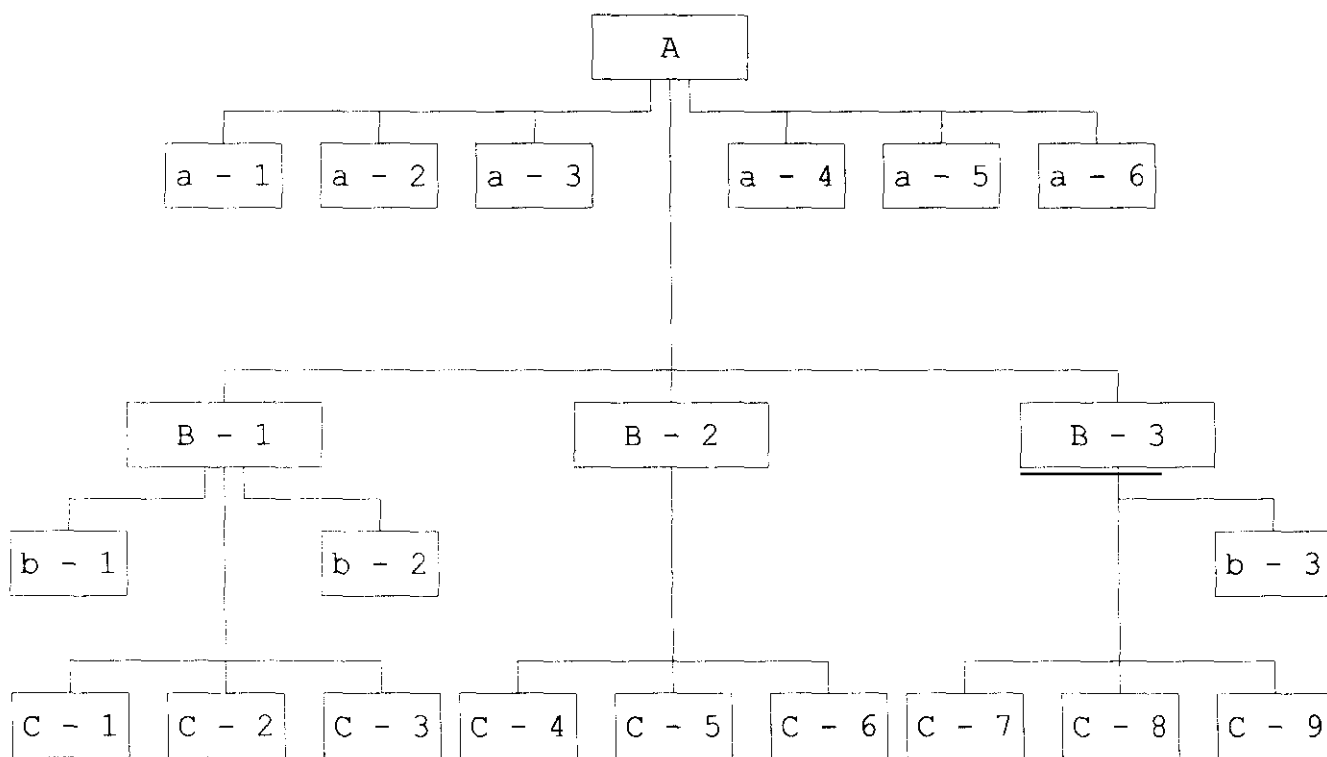 A
a - 1 a - 2 a - 3 a - 4 a - 5 a - 6
B - 1 B - 2 B - 3
b - 1 b - 2 b - 3
C - 1 C - 2 C - 3 C - 4 C - 5 C - 6 C - 7 C - 8 C - 9